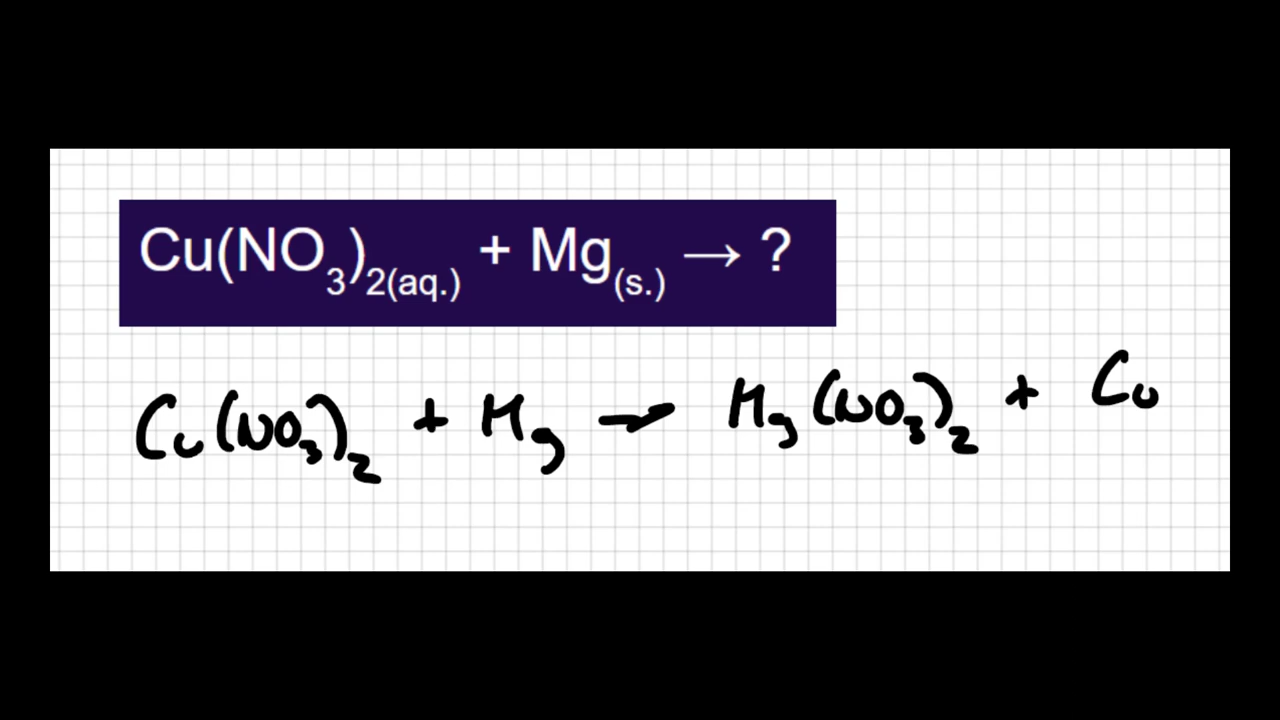 Cu(NO₃)₂(aq.) + Mg(s.) → ?
Cu(NO₃)₂ + Mg → Mg(NO₃)₂ + Cu